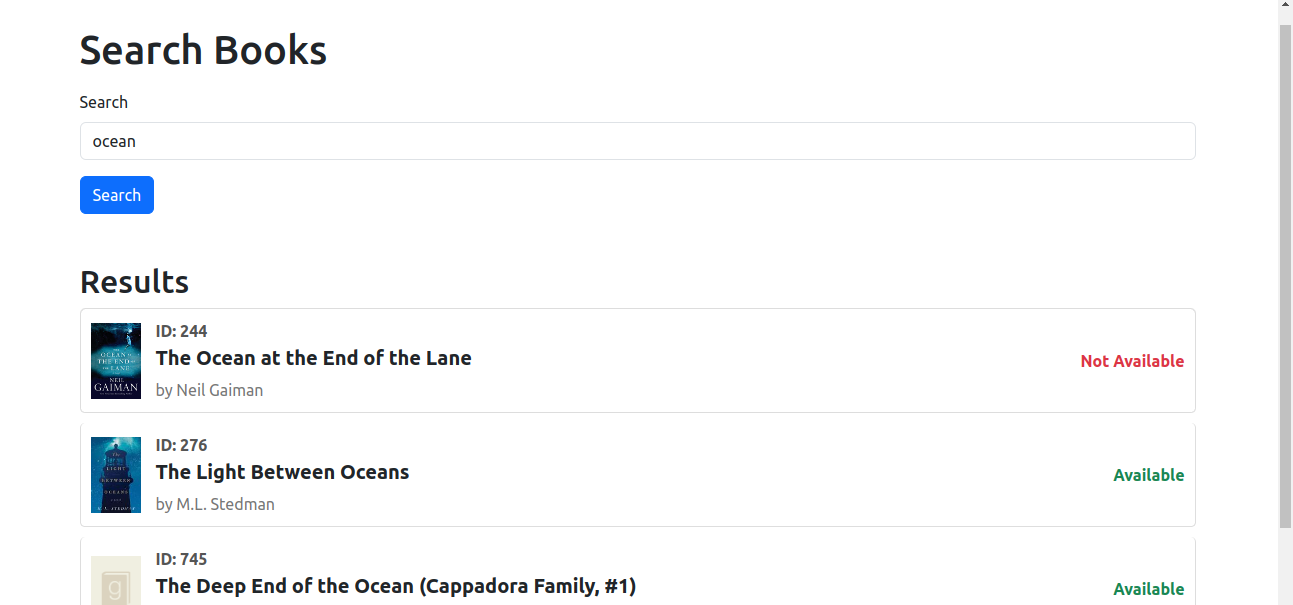 Search Books
Search
ocean
Search
Results
ID: 244
The Ocean at the End of the Lane
by Neil Gaiman
Not Available
THE
OCEAN AT
THE END
OF THE
LANE
NEIL
GAIMAN
ID: 276
The Light Between Oceans
by M.L. Stedman
Available
The
LIGHT
BETWEEN
OCEANS
ID: 745
The Deep End of the Ocean (Cappadora Family, #1)
Available
g